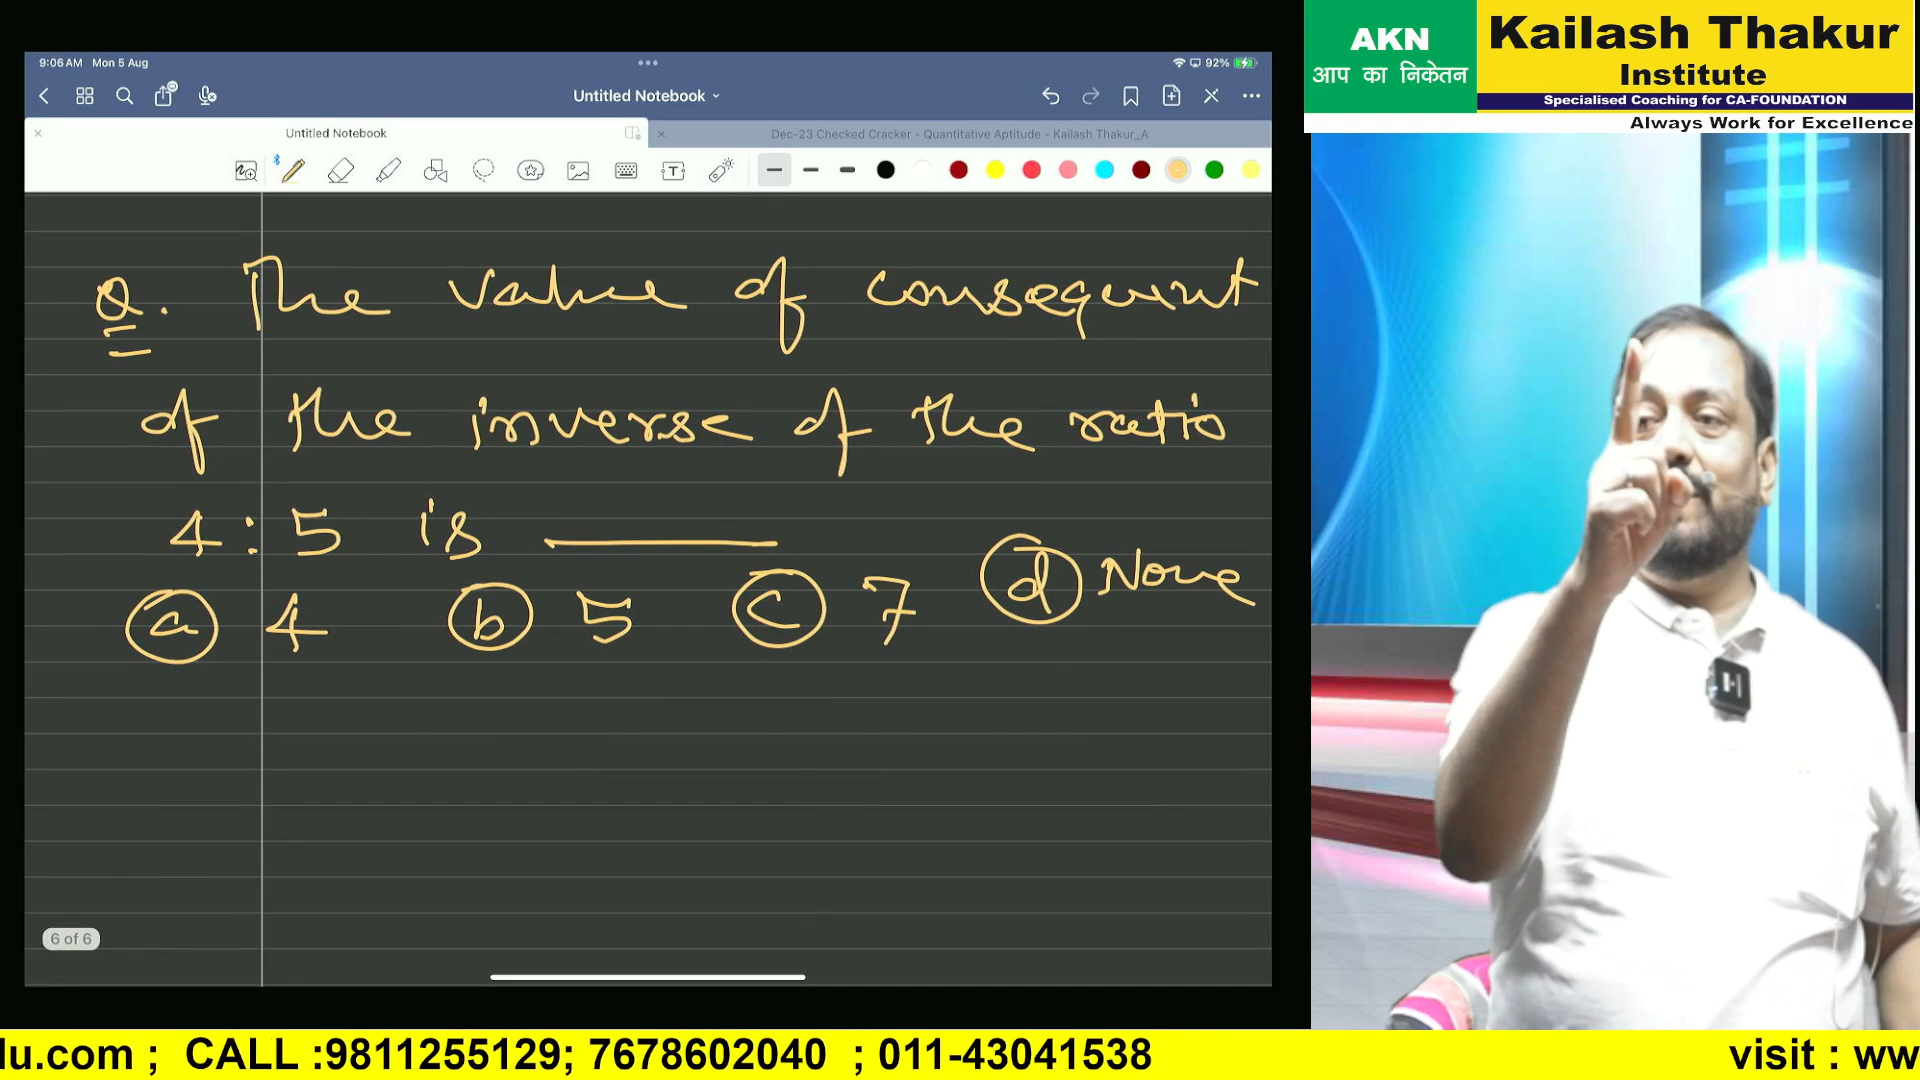 9:06 AM Mon 5 Aug
92%
Untitled Notebook
Untitled Notebook
Dec-23 Checked Cracker - Quantitative Aptitude - Kailash Thakur_A
Q. The value of consequent
of the inverse of the ratio
4 : 5 is
(a) 4 (b) 5 (c) 7 (d) None
6 of 6
AKN
आप का निकेतन
Kailash Thakur
Institute
Specialised Coaching for CA-FOUNDATION
Always Work for Excellence
du.com ; CALL :9811255129; 7678602040 ; 011-43041538
visit : ww